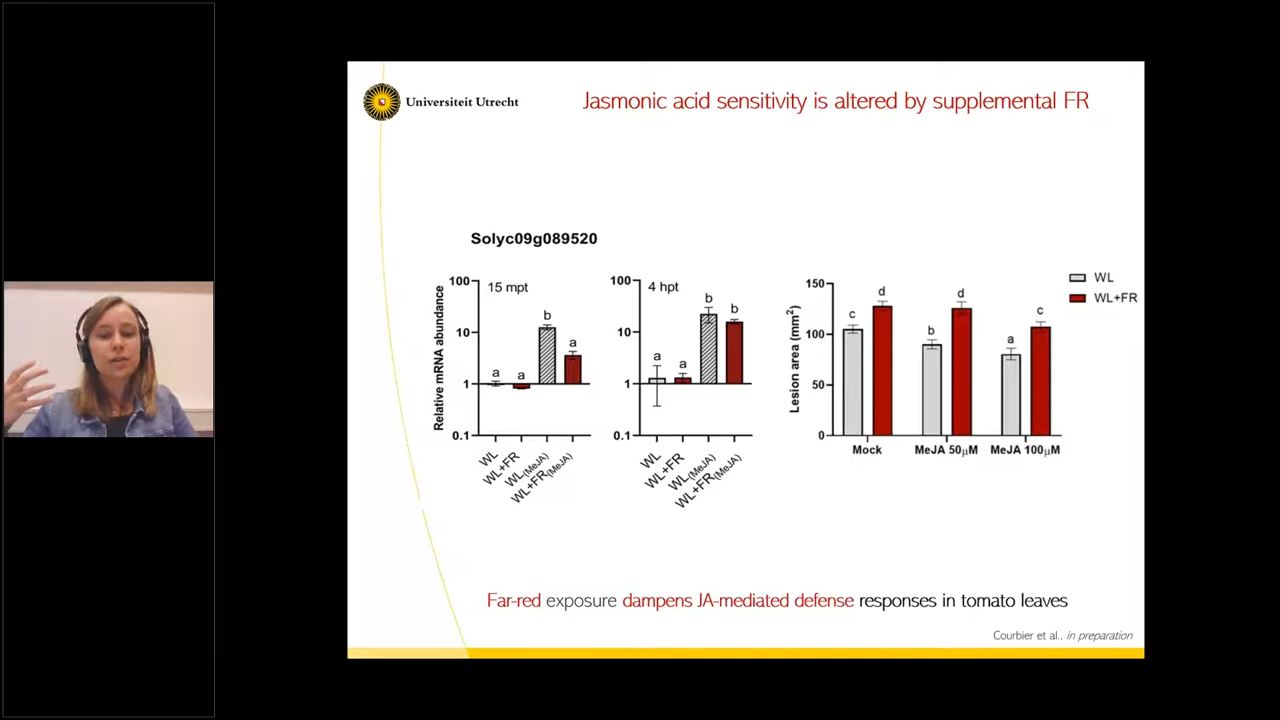 Universiteit Utrecht
Jasmonic acid sensitivity is altered by supplemental FR
Solyc09g089520
Relative mRNA abundance
100
10
1
0.1
15 mpt
a
a
b
a
WL
WL+FR
WL(MeJA)
WL+FR(MeJA)
100
10
1
0.1
4 hpt
a
a
b
b
WL
WL+FR
WL(MeJA)
WL+FR(MeJA)
Lesion area (mm²)
150
100
50
0
c
d
b
d
a
c
Mock
MeJA 50µM
MeJA 100µM
WL
WL+FR
Far-red exposure dampens JA-mediated defense responses in tomato leaves
Courbier et al.. in preparation